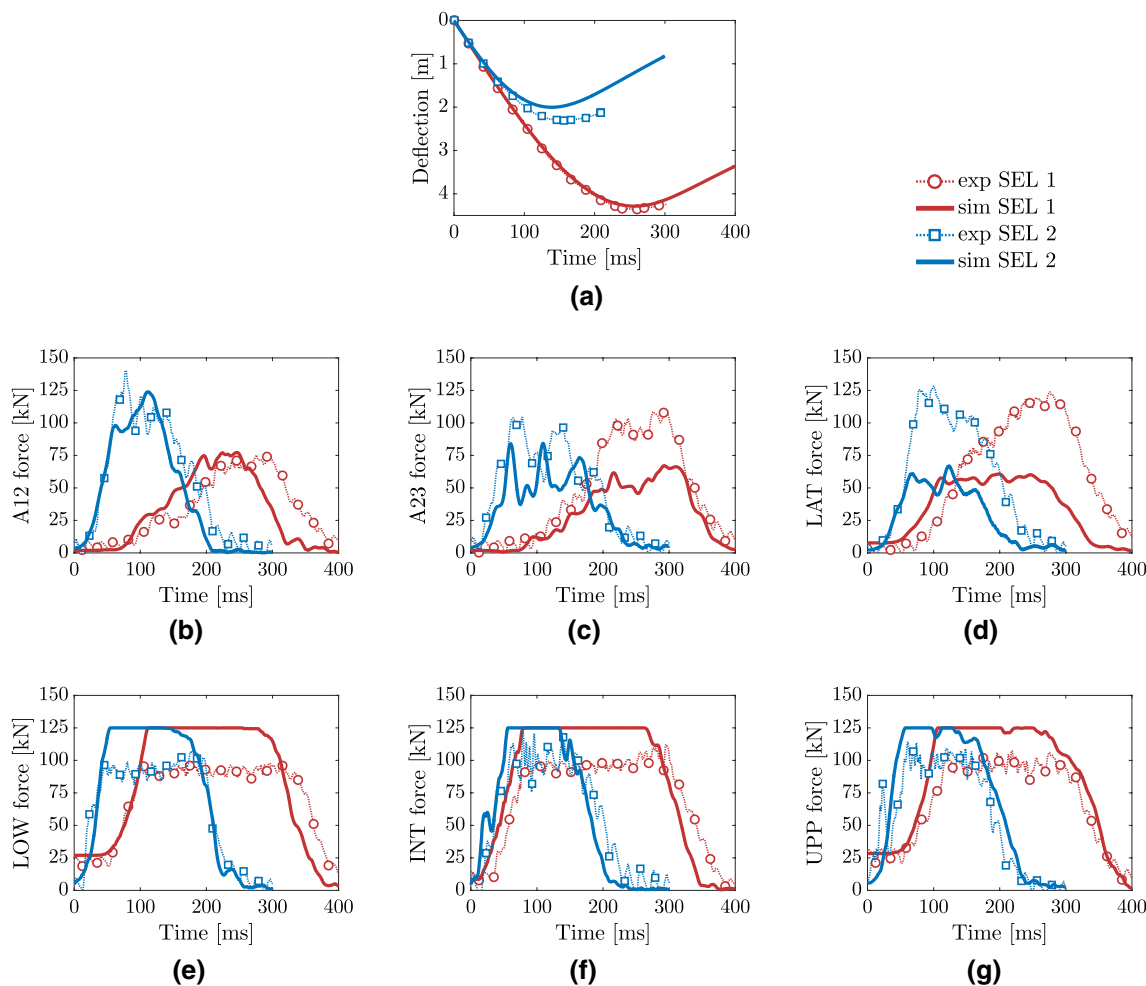 0
1
2
3
4
Deflection [m]
0 100 200 300 400
Time [ms]
(a)
exp SEL 1
sim SEL 1
exp SEL 2
sim SEL 2
150
125
100
75
50
25
0
A12 force [kN]
0 100 200 300 400
Time [ms]
(b)
150
125
100
75
50
25
0
A23 force [kN]
0 100 200 300 400
Time [ms]
(c)
150
125
100
75
50
25
0
LAT force [kN]
0 100 200 300 400
Time [ms]
(d)
150
125
100
75
50
25
0
LOW force [kN]
0 100 200 300 400
Time [ms]
(e)
150
125
100
75
50
25
0
INT force [kN]
0 100 200 300 400
Time [ms]
(f)
150
125
100
75
50
25
0
UPP force [kN]
0 100 200 300 400
Time [ms]
(g)